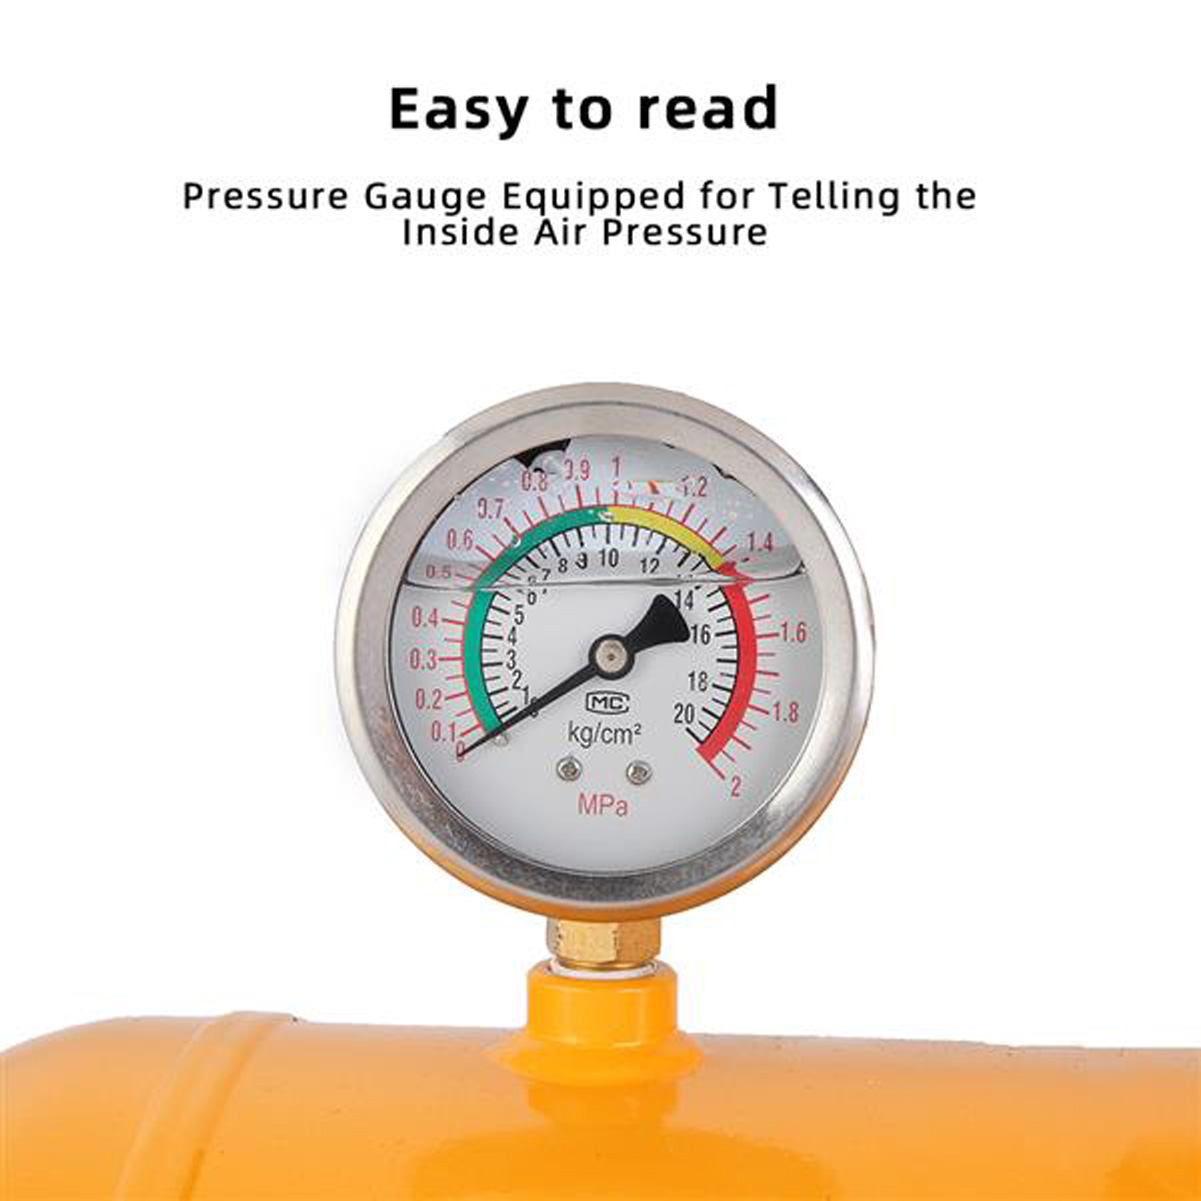 Easy to read
Pressure Gauge Equipped for Telling the
Inside Air Pressure
0.8 0.9 1 1.2
0.7
0.6 1.4
0.5
8 9 10 12
6 7
0.4 5 14
4 16 1.6
0.3 3
2 18
0.2 1 20 1.8
0.1 0
0
MC
kg/cm²
2
MPa